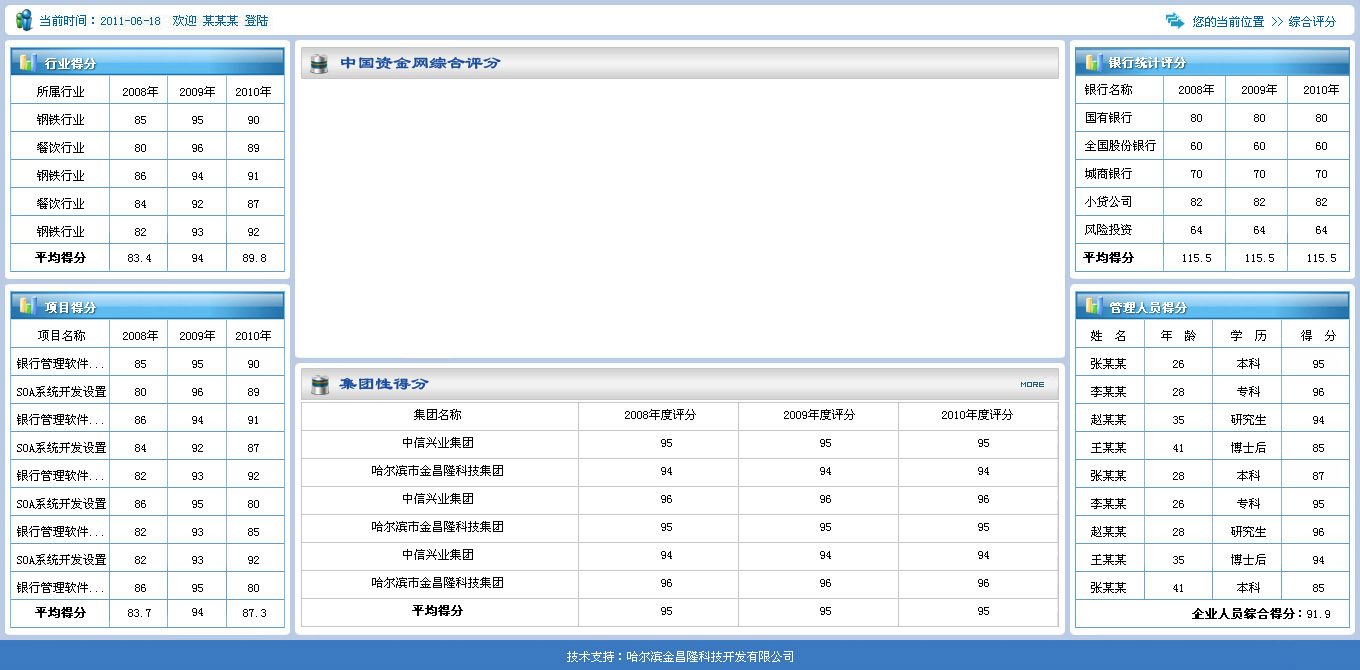 当前时间：2011-06-18 欢迎 某某某 登陆
您的当前位置 >> 综合评分
行业得分
所属行业 2008年 2009年 2010年
钢铁行业 85 95 90
餐饮行业 80 96 89
钢铁行业 86 94 91
餐饮行业 84 92 87
钢铁行业 82 93 92
平均得分 83.4 94 89.8
项目得分
项目名称 2008年 2009年 2010年
银行管理软件... 85 95 90
SOA系统开发设置 80 96 89
银行管理软件... 86 94 91
SOA系统开发设置 84 92 87
银行管理软件... 82 93 92
SOA系统开发设置 86 95 80
银行管理软件... 82 93 85
SOA系统开发设置 82 93 92
银行管理软件... 86 95 80
平均得分 83.7 94 87.3
中国资金网综合评分
集团性得分 MORE
集团名称 2008年度评分 2009年度评分 2010年度评分
中信兴业集团 95 95 95
哈尔滨市金昌隆科技集团 94 94 94
中信兴业集团 96 96 96
哈尔滨市金昌隆科技集团 95 95 95
中信兴业集团 94 94 94
哈尔滨市金昌隆科技集团 96 96 96
平均得分 95 95 95
银行统计评分
银行名称 2008年 2009年 2010年
国有银行 80 80 80
全国股份银行 60 60 60
城商银行 70 70 70
小贷公司 82 82 82
风险投资 64 64 64
平均得分 115.5 115.5 115.5
管理人员得分
姓 名 年 龄 学 历 得 分
张某某 26 本科 95
李某某 28 专科 96
赵某某 35 研究生 94
王某某 41 博士后 85
张某某 28 本科 87
李某某 26 专科 95
赵某某 28 研究生 96
王某某 35 博士后 94
张某某 41 本科 85
企业人员综合得分：91.9
技术支持：哈尔滨金昌隆科技开发有限公司